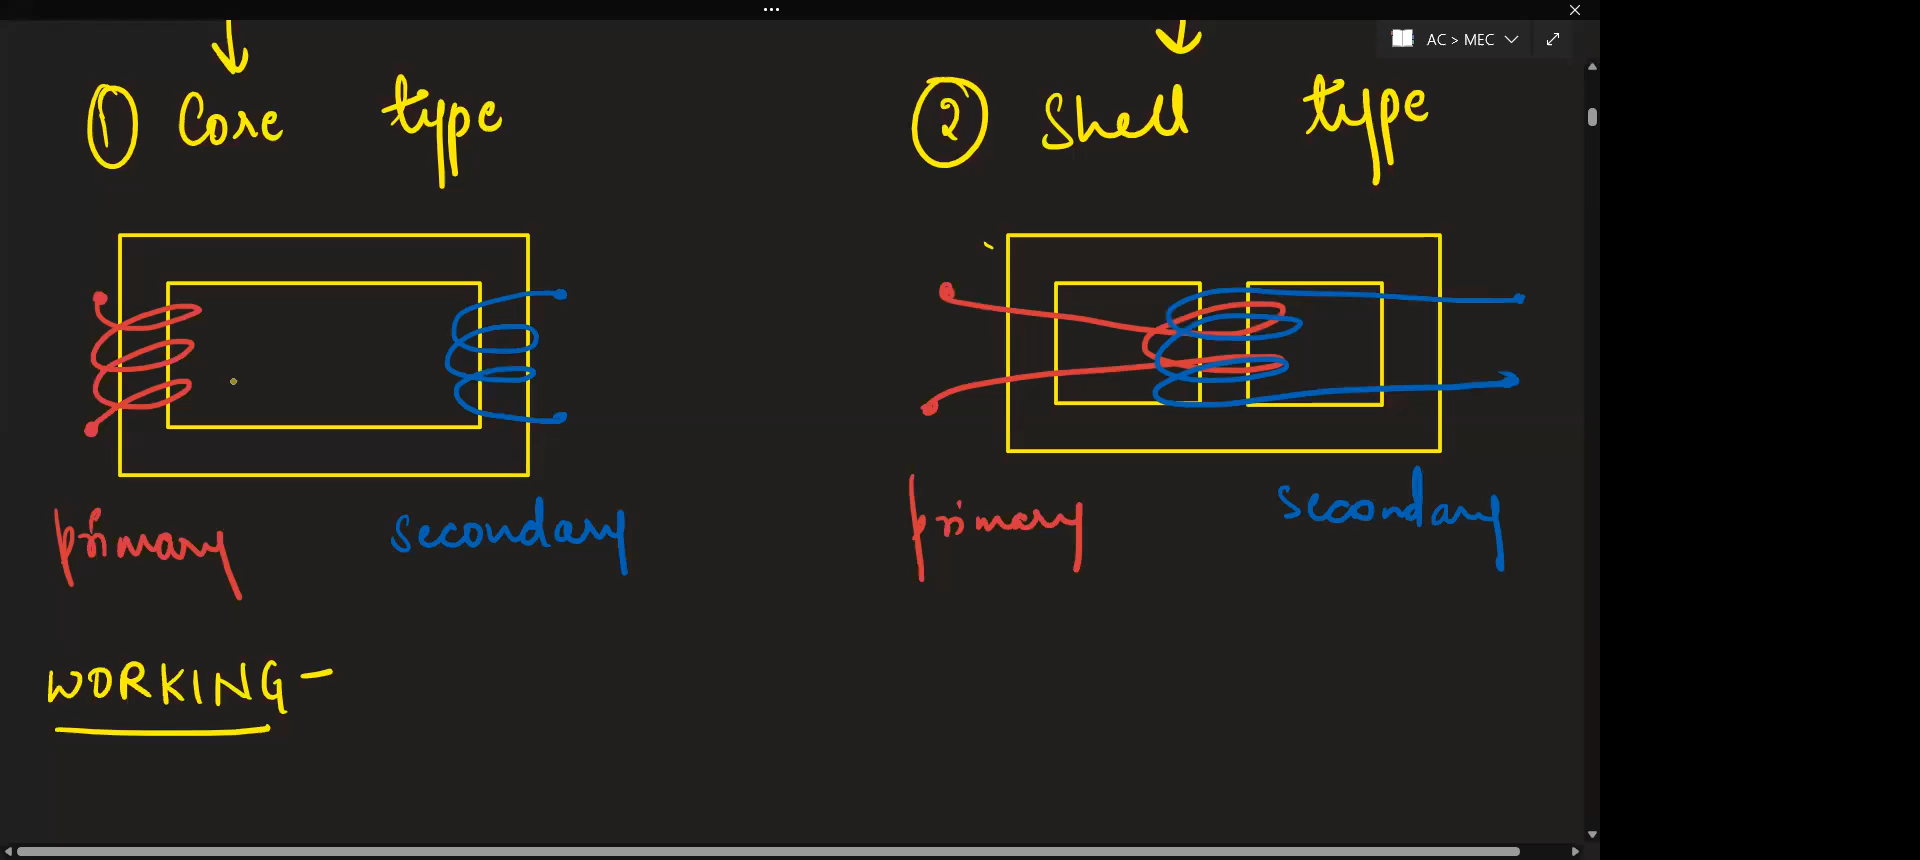 AC > MEC
① Core type
② Shell type
primary
secondary
primary
secondary
WORKING -